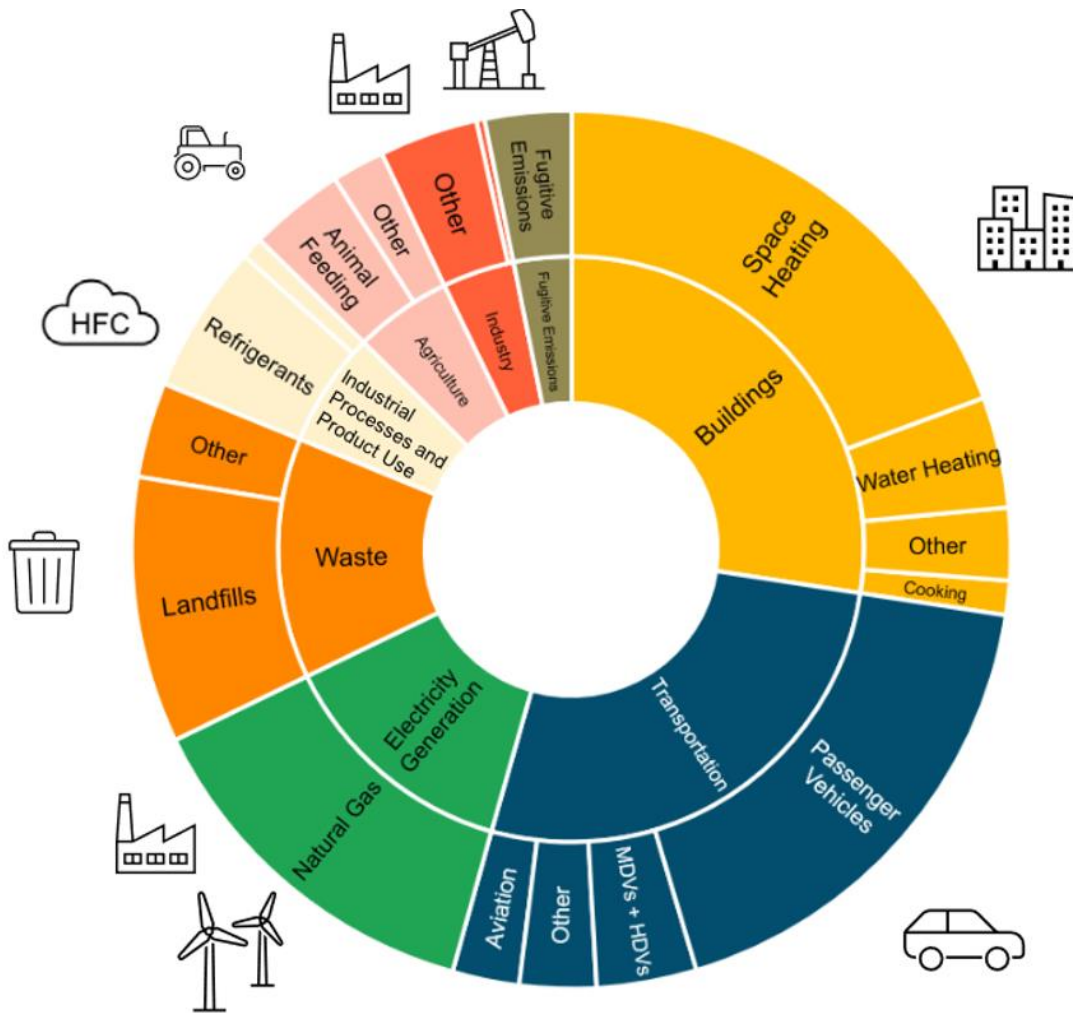 Fugitive
Emissions
Space
Heating
Water Heating
Other
Cooking
Passenger
Vehicles
MDVs + HDVs
Other
Aviation
Natural Gas
Landfills
Other
Refrigerants
Animal
Feeding
Other
Other
HFC
Buildings
Transportation
Electricity
Generation
Waste
Industrial
Processes and
Product Use
Agriculture
Industry
Fugitive Emissions